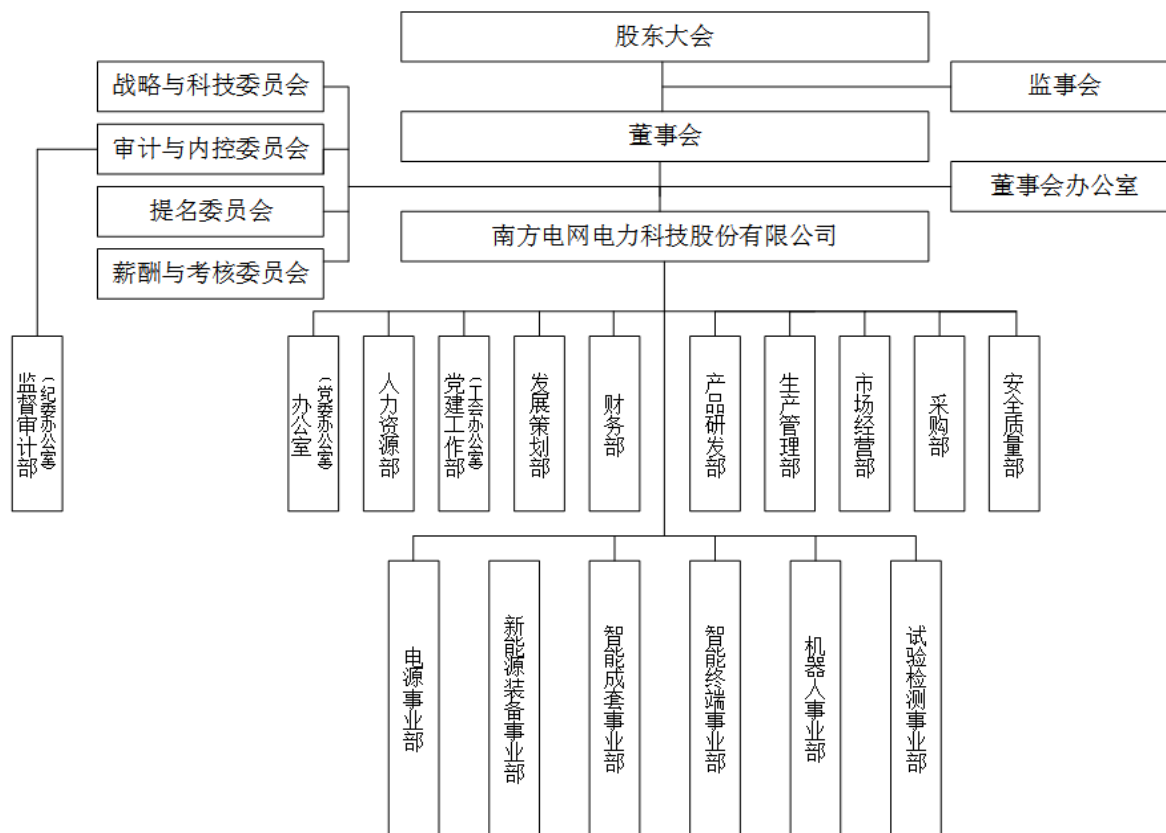 股东大会
战略与科技委员会
监事会
审计与内控委员会
董事会
提名委员会
董事会办公室
南方电网电力科技股份有限公司
薪酬与考核委员会
监督审计部
(纪委办公室)
办公室
(党委办公室)
人力资源部
党建工作部
(工会办公室)
发展策划部
财务部
产品研发部
生产管理部
市场经营部
采购部
安全质量部
电源事业部
新能源装备事业部
智能成套事业部
智能终端事业部
机器人事业部
试验检测事业部